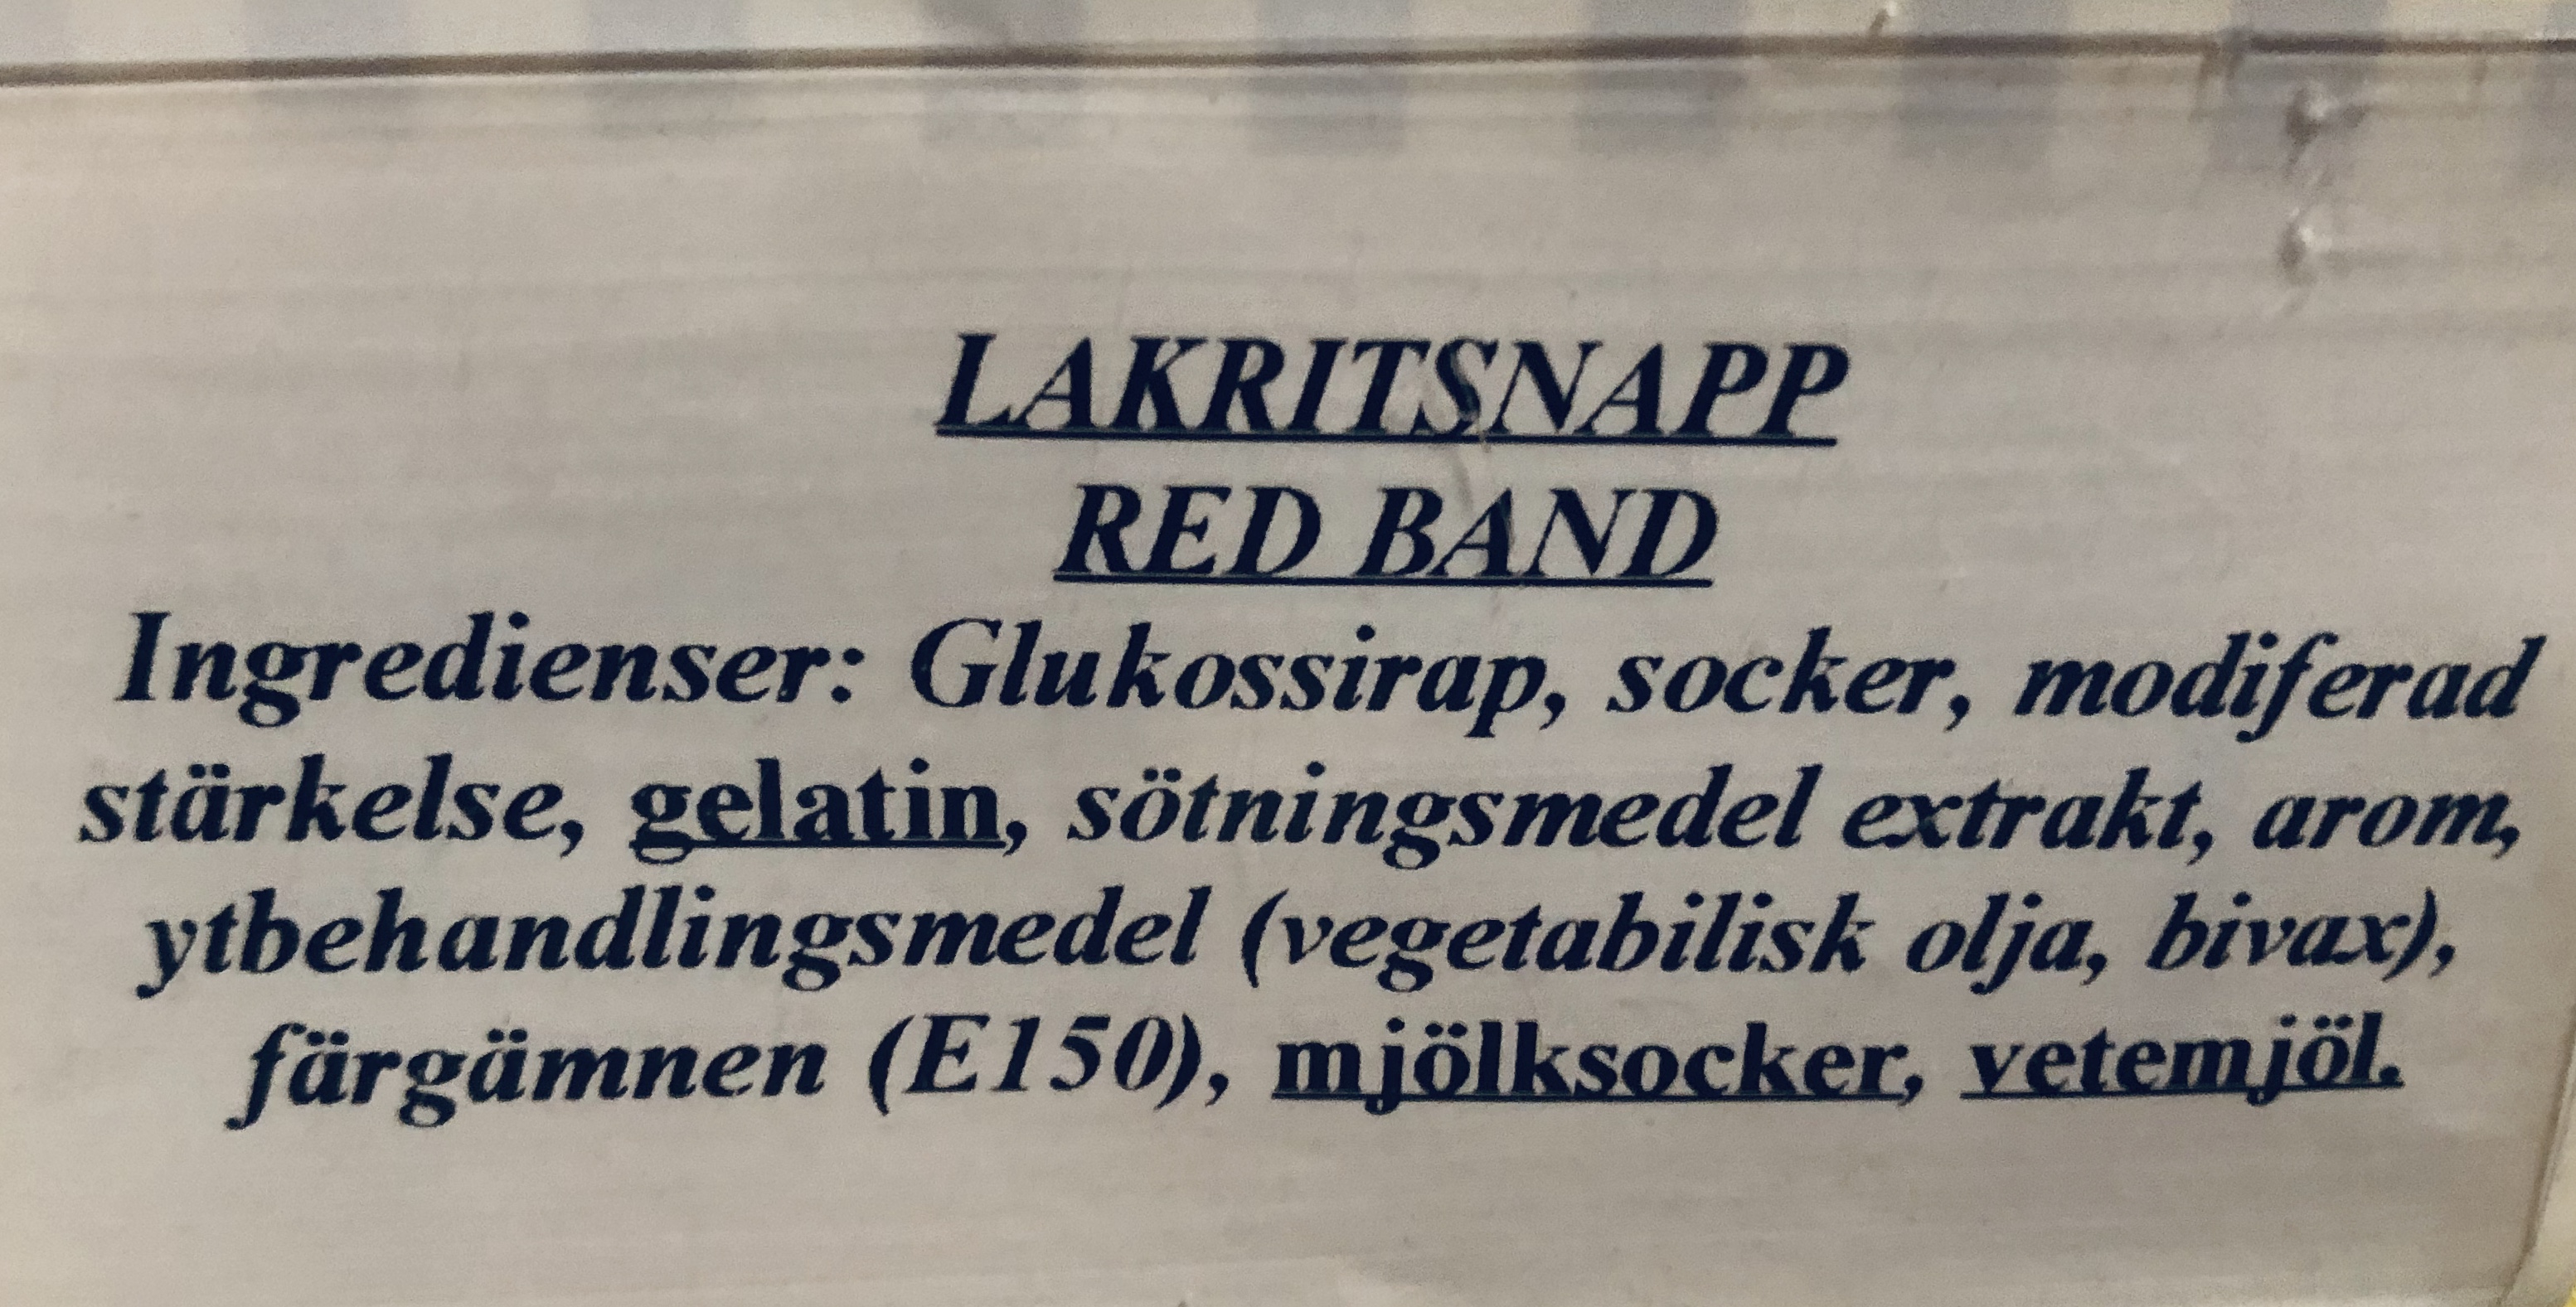 LAKRITSNAPP
RED BAND
Ingredienser: Glukossirap, socker, modiferad
stärkelse, gelatin, sötningsmedel extrakt, arom,
ytbehandlingsmedel (vegetabilisk olja, bivax),
färgämnen (E150), mjölksocker, vetemjöl.